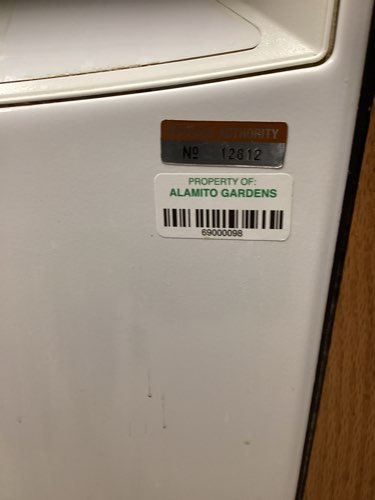 AUTHORITY
Nº 12812
PROPERTY OF:
ALAMITO GARDENS
69000098